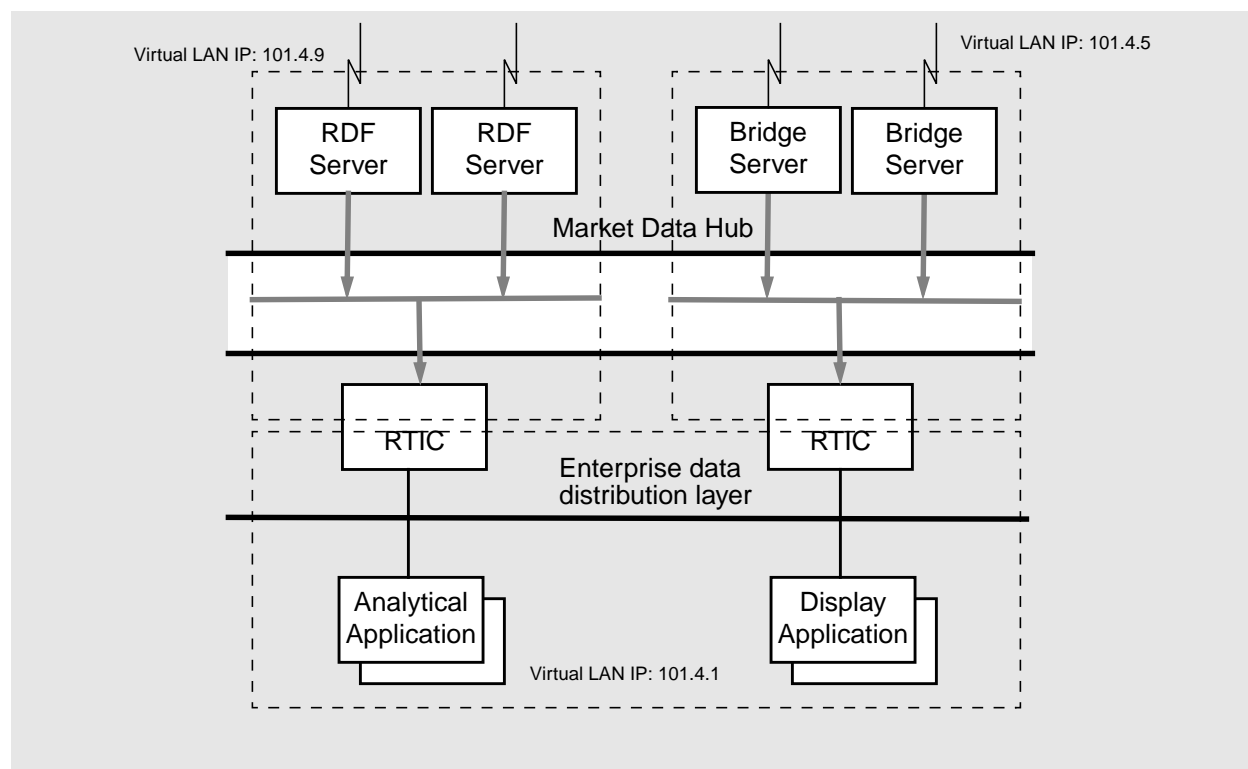 Virtual LAN IP: 101.4.9
Virtual LAN IP: 101.4.5
RDF
Server
RDF
Server
Bridge
Server
Bridge
Server
Market Data Hub
RTIC
RTIC
Enterprise data
distribution layer
Analytical
Application
Display
Application
Virtual LAN IP: 101.4.1